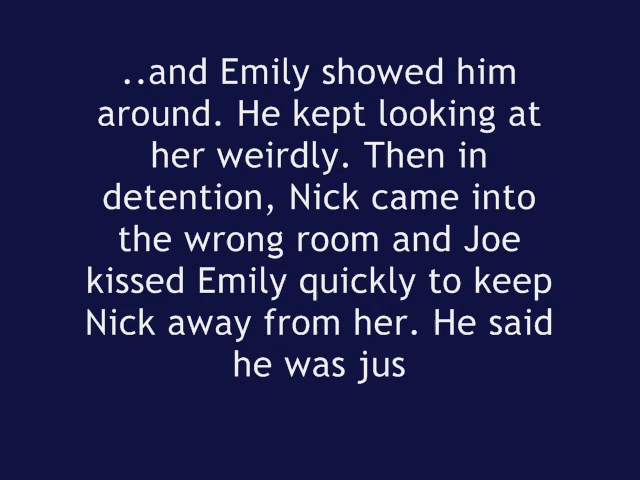 ..and Emily showed him
around. He kept looking at
her weirdly. Then in
detention, Nick came into
the wrong room and Joe
kissed Emily quickly to keep
Nick away from her. He said
he was jus